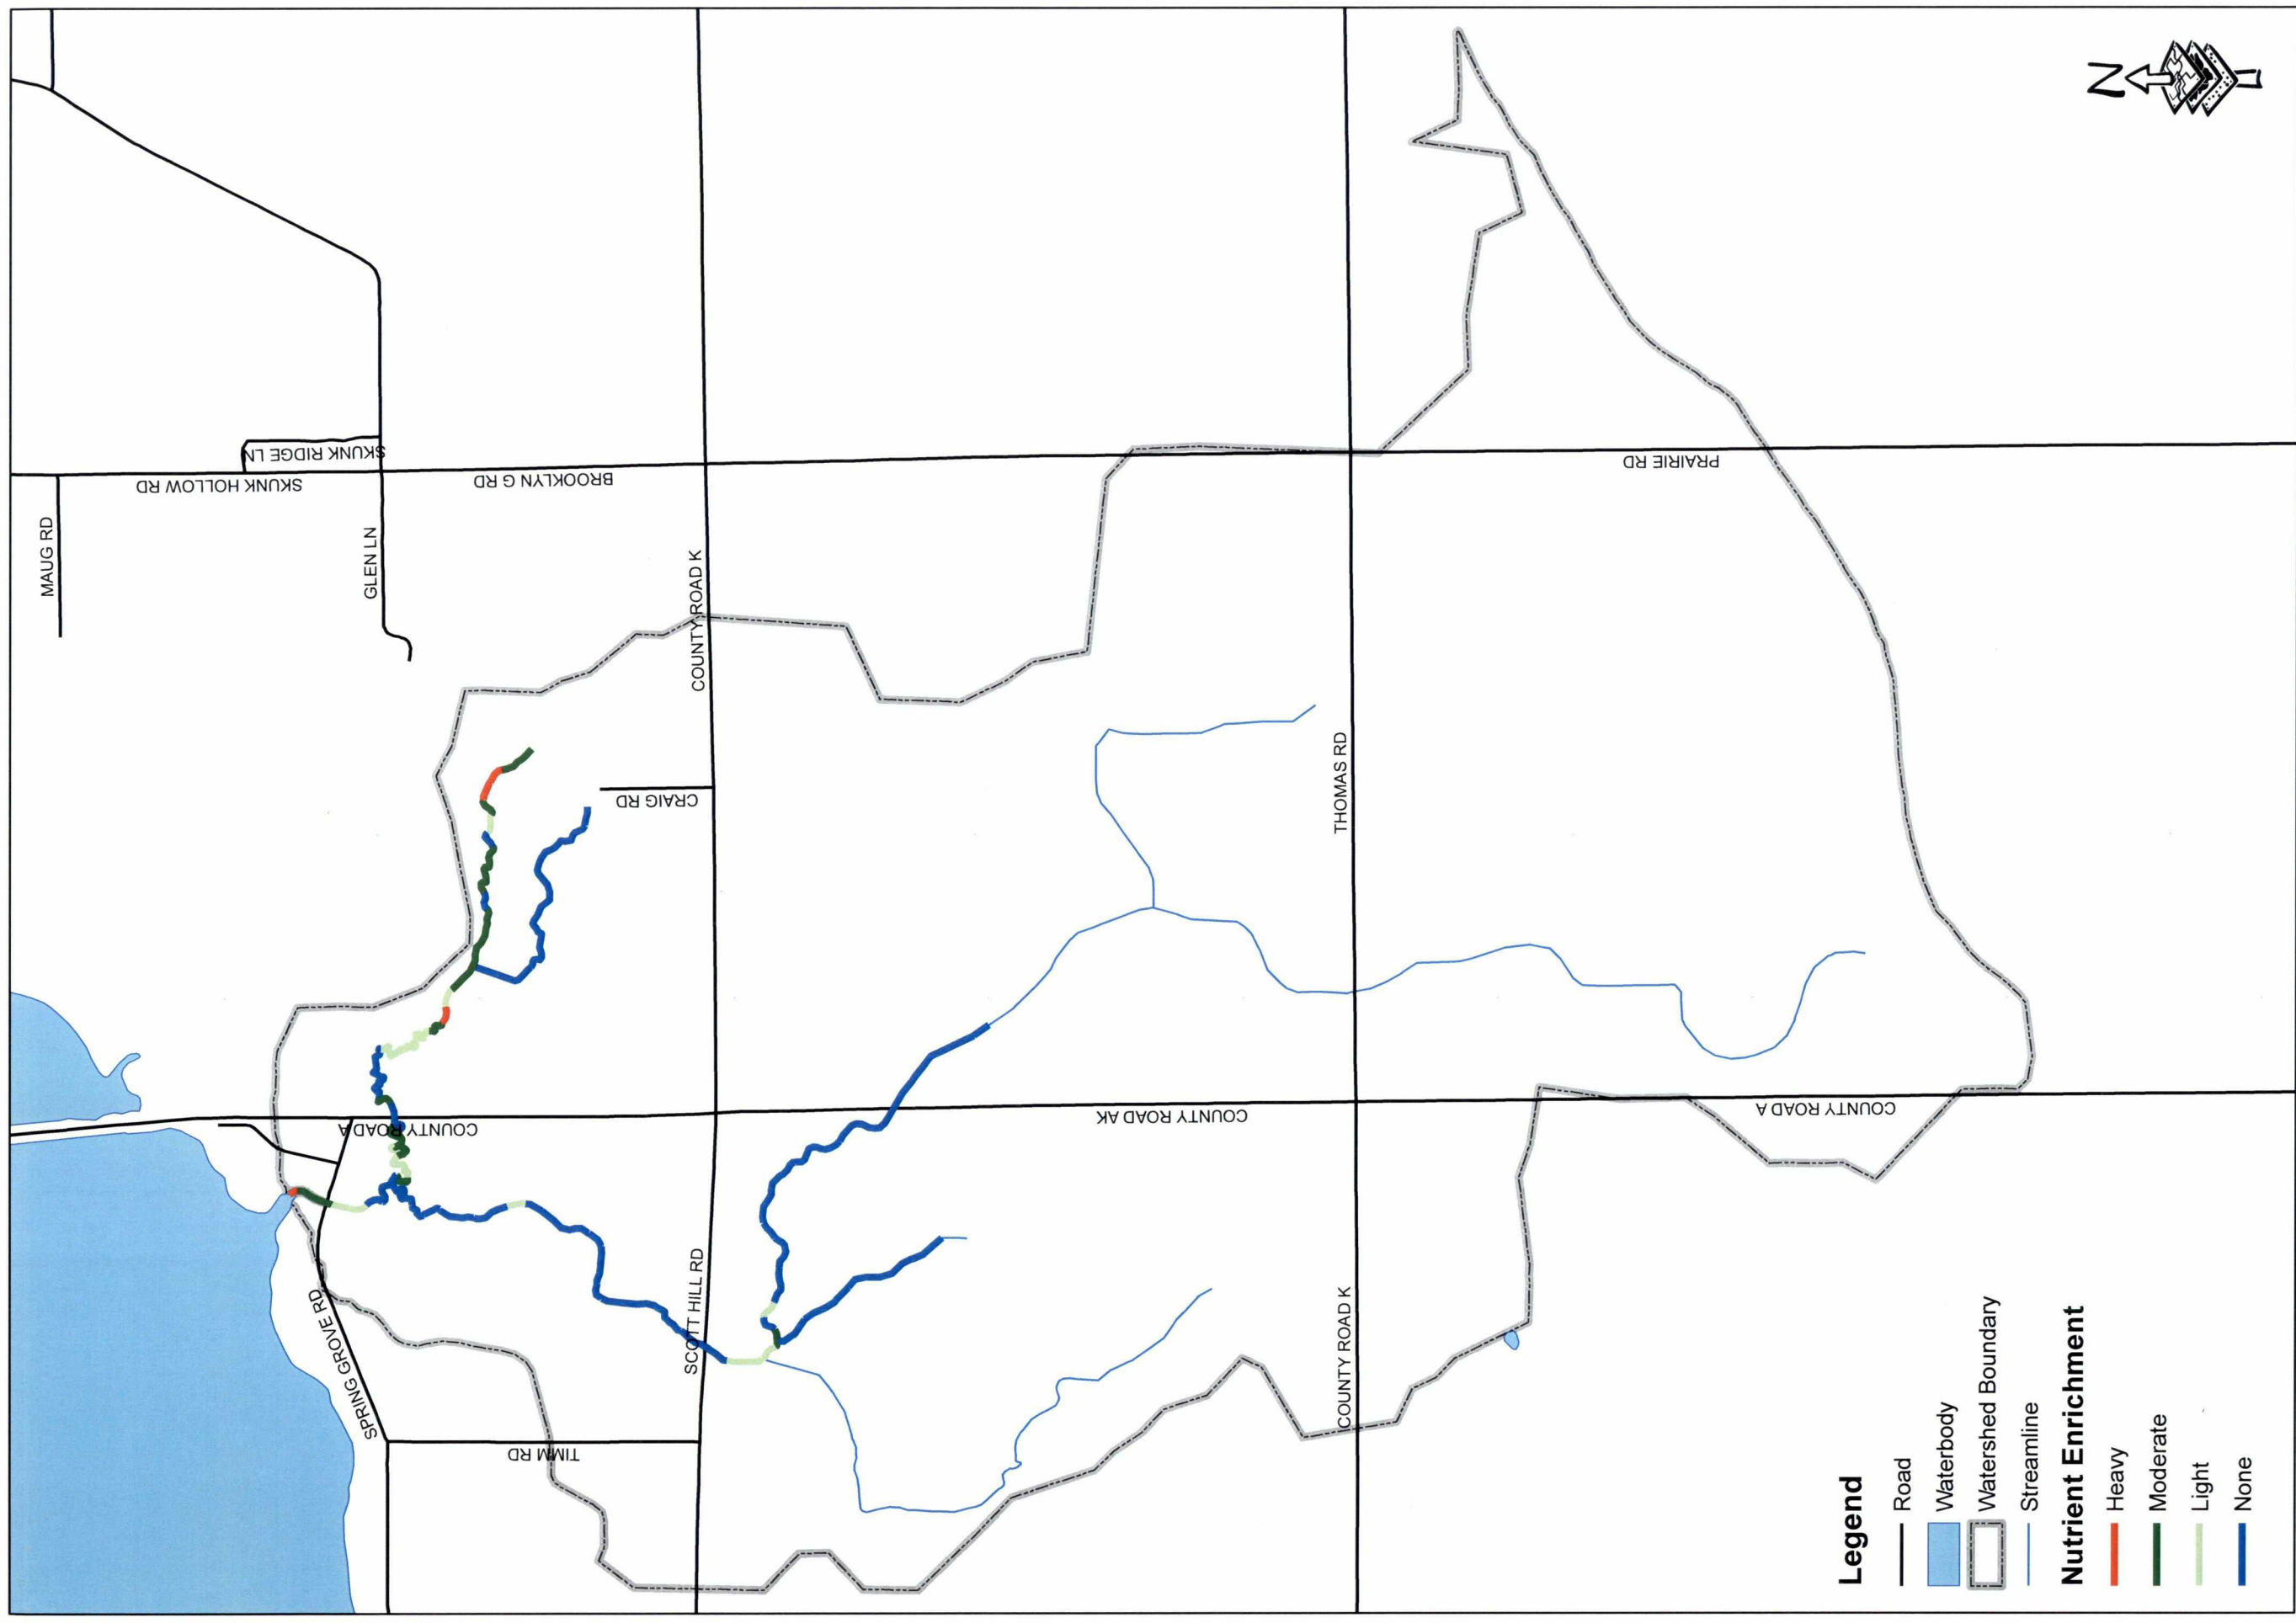 MAUG RD
SKUNK HOLLOW RD
SKUNK RIDGE LN
GLEN LN
BROOKLYN G RD
COUNTY ROAD K
CRAIG RD
PRAIRIE RD
THOMAS RD
COUNTY ROAD A
COUNTY ROAD AK
COUNTY ROAD A
SPRING GROVE RD
SCOTT HILL RD
TIMM RD
COUNTY ROAD K
N
Legend
Road
Waterbody
Watershed Boundary
Streamline
Nutrient Enrichment
Heavy
Moderate
Light
None